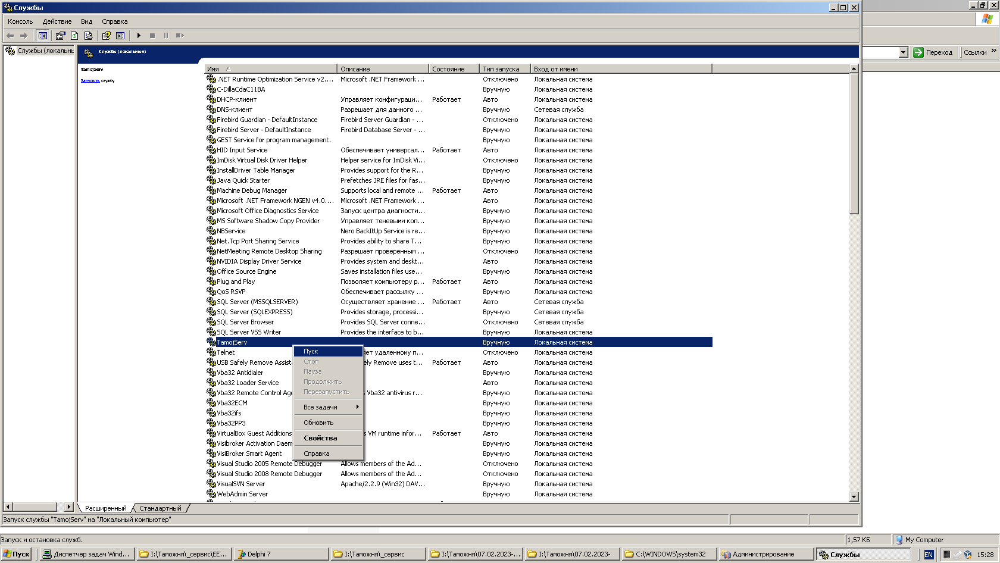 Службы
Консоль Действие Вид Справка
Переход Ссылки »
Службы (локальнь
Службы (локальные)
TamojServ
Запустить службу
Имя Описание Состояние Тип запуска Вход от имени
.NET Runtime Optimization Service v2.... Microsoft .NET Framework ... Отключено Локальная система
C-DillaCdaC11BA Вручную Локальная система
DHCP-клиент Управляет конфигураци... Работает Авто Локальная система
DNS-клиент Разрешает для данного ... Вручную Сетевая служба
Firebird Guardian - DefaultInstance Firebird Server Guardian - ... Отключено Локальная система
Firebird Server - DefaultInstance Firebird Database Server - ... Вручную Локальная система
GEST Service for program management. Вручную Локальная система
HID Input Service Обеспечивает универсал... Работает Авто Локальная система
ImDisk Virtual Disk Driver Helper Helper service for ImDisk Vi... Отключено Локальная система
InstallDriver Table Manager Provides support for the R... Вручную Локальная система
Java Quick Starter Prefetches JRE files for fas... Вручную Локальная система
Machine Debug Manager Supports local and remote ... Работает Авто Локальная система
Microsoft .NET Framework NGEN v4.0.... Microsoft .NET Framework ... Авто Локальная система
Microsoft Office Diagnostics Service Запуск центра диагности... Вручную Локальная система
MS Software Shadow Copy Provider Управляет теневыми коп... Вручную Локальная система
NBService Nero BackItUp Service is re... Вручную Локальная система
Net.Tcp Port Sharing Service Provides ability to share T... Вручную Локальная система
NetMeeting Remote Desktop Sharing Разрешает проверенным ... Отключено Локальная система
NVIDIA Display Driver Service Provides system and deskt... Авто Локальная система
Office Source Engine Saves installation files use... Вручную Локальная система
Plug and Play Позволяет компьютеру р... Работает Авто Локальная система
QoS RSVP Обеспечивает рассылку ... Вручную Локальная система
SQL Server (MSSQLSERVER) Осуществляет хранение ... Работает Авто Сетевая служба
SQL Server (SQLEXPRESS) Provides storage, processi... Вручную Сетевая служба
SQL Server Browser Provides SQL Server conne... Отключено Сетевая служба
SQL Server VSS Writer Provides the interface to b... Вручную Локальная система
TamojServ Вручную Локальная система
Telnet яет удаленному п... Отключено Локальная система
USB Safely Remove Assist ely Remove uses t... Работает Авто Локальная система
Vba32 Antidialer Вручную Локальная система
Vba32 Loader Service Авто Локальная система
Vba32 Remote Control Age s Vba32 antivirus r... Вручную Локальная система
Vba32ECM Вручную Локальная система
Vba32ifs Вручную Локальная система
Vba32PP3 Вручную Локальная система
VirtualBox Guest Additions s VM runtime infor... Работает Авто Локальная система
Visibroker Activation Daem Вручную Локальная система
VisiBroker Smart Agent Вручную Локальная система
Visual Studio 2005 Remote Debugger Allows members of the Ad... Отключено Локальная система
Visual Studio 2008 Remote Debugger Allows members of the Ad... Отключено Локальная система
VisualSVN Server Apache/2.2.9 (Win32) DAV... Вручную Локальная система
WebAdmin Server Вручную Локальная система
Пуск
Стоп
Пауза
Продолжить
Перезапустить
Все задачи
Обновить
Свойства
Справка
Расширенный Стандартный
Запуск службы "TamojServ" на "Локальный компьютер"
Запуск и остановка служб. 1,57 КБ My Computer
Пуск Диспетчер задач Wind... I:\Таможня\_сервис\EE... Delphi 7 I:\Таможня\_сервис I:\Таможня\07.02.2023-... I:\Таможня\07.02.2023- C:\WINDOWS\system32 Администрирование Службы EN 15:28